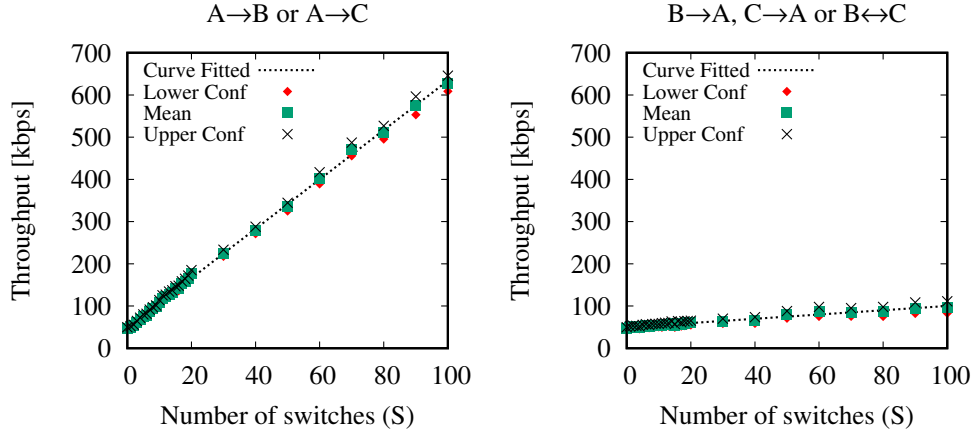 A→B or A→C
Throughput [kbps]
700
600
500
400
300
200
100
0
Curve Fitted
Lower Conf
Mean
Upper Conf
0 20 40 60 80 100
Number of switches (S)
B→A, C→A or B↔C
Throughput [kbps]
700
600
500
400
300
200
100
0
Curve Fitted
Lower Conf
Mean
Upper Conf
0 20 40 60 80 100
Number of switches (S)